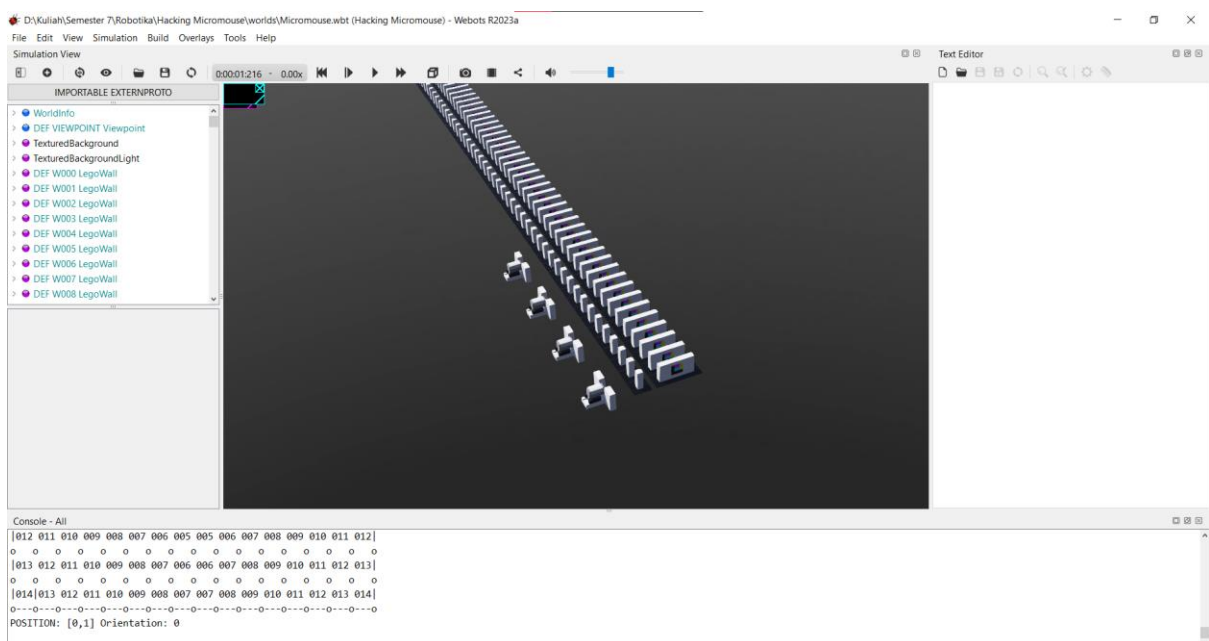 D:\Kuliah\Semester 7\Robotika\Hacking Micromouse\worlds\Micromouse.wbt (Hacking Micromouse) - Webots R2023a
File Edit View Simulation Build Overlays Tools Help
Simulation View
Text Editor
0:00:01:216 - 0.00x
IMPORTABLE EXTERNPROTO
WorldInfo
DEF VIEWPOINT Viewpoint
TexturedBackground
TexturedBackgroundLight
DEF W000 LegoWall
DEF W001 LegoWall
DEF W002 LegoWall
DEF W003 LegoWall
DEF W004 LegoWall
DEF W005 LegoWall
DEF W006 LegoWall
DEF W007 LegoWall
DEF W008 LegoWall
Console - All
|012 011 010 009 008 007 006 005 005 006 007 008 009 010 011 012|
o o o o o o o o o o o o o o o o o
|013 012 011 010 009 008 007 006 006 007 008 009 010 011 012 013|
o o o o o o o o o o o o o o o o o
|014|013 012 011 010 009 008 007 007 008 009 010 011 012 013 014|
o---o---o---o---o---o---o---o---o---o---o---o---o---o---o---o---o
POSITION: [0,1] Orientation: 0